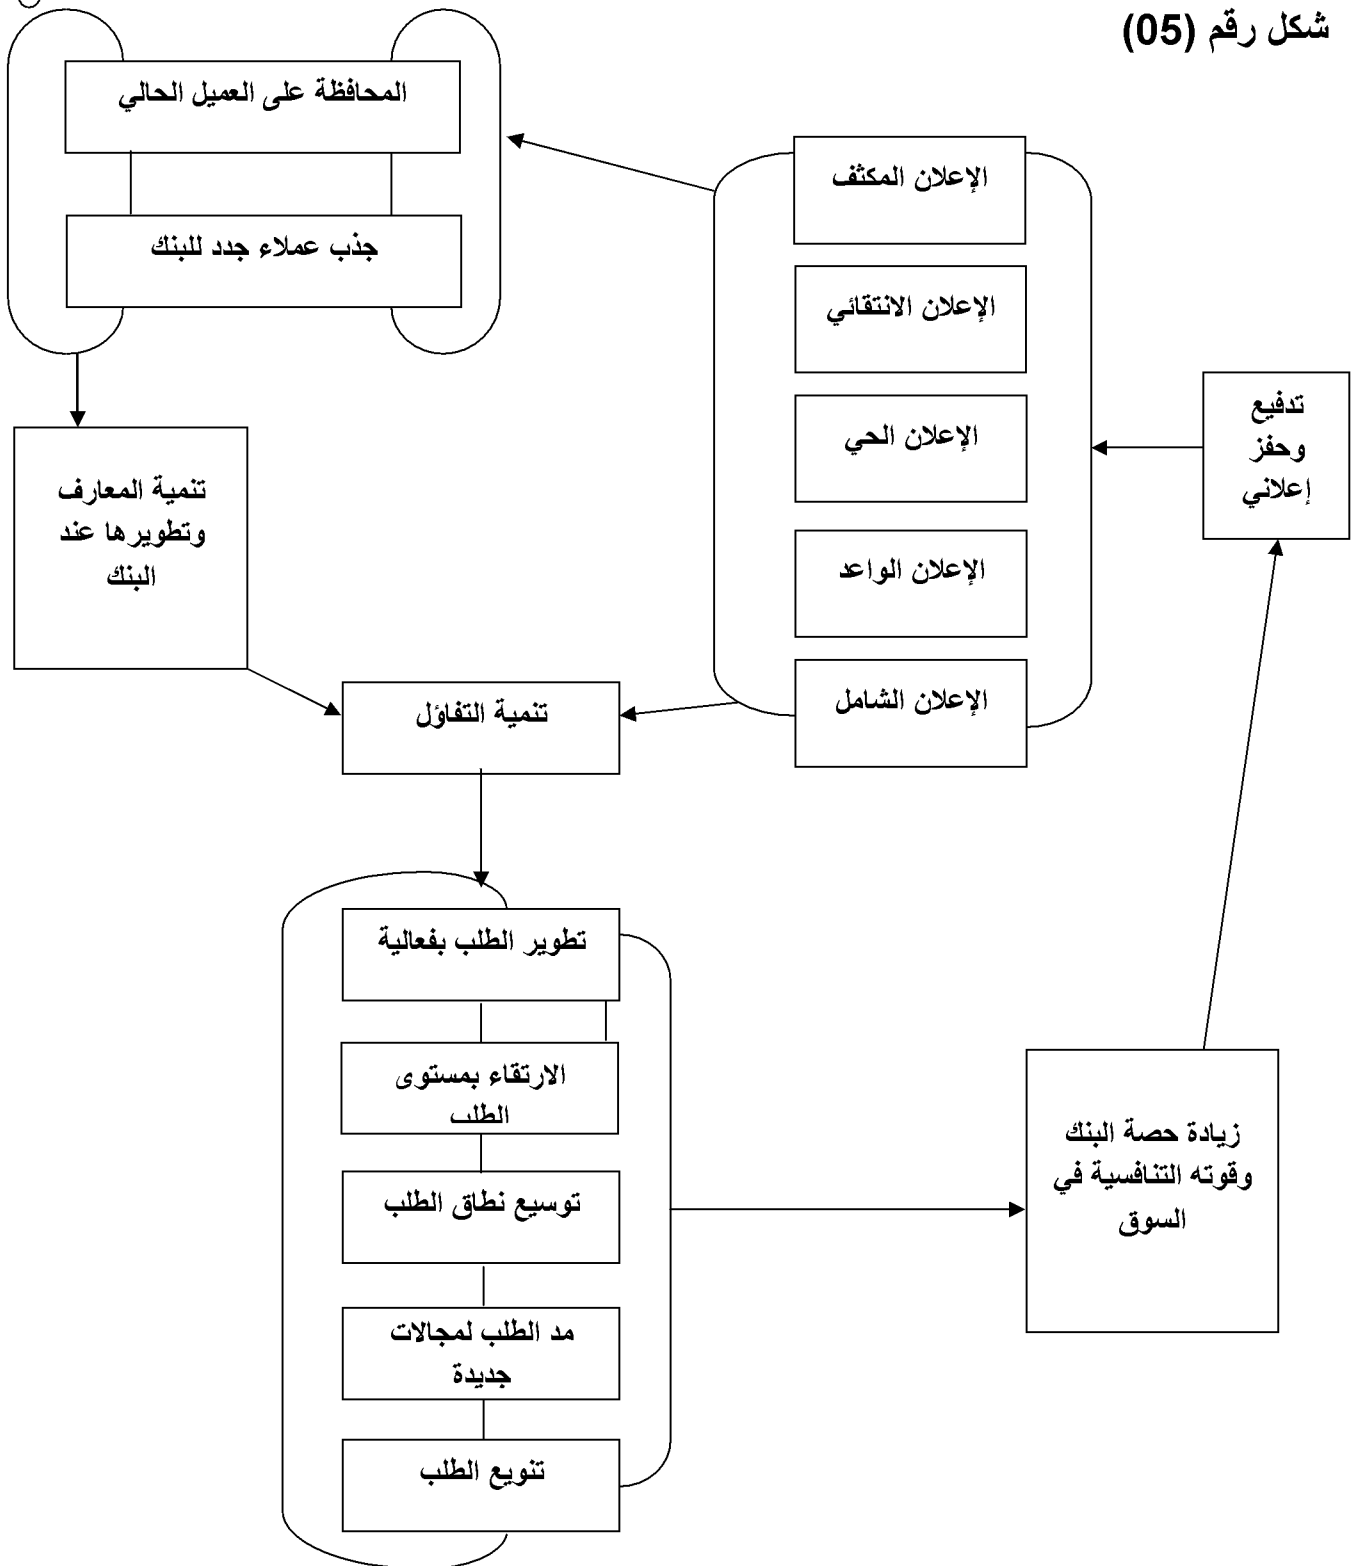 شكل رقم (05)
المحافظة على العميل الحالي
جذب عملاء جدد للبنك
الإعلان المكثف
الإعلان الانتقائي
الإعلان الحي
الإعلان الواعد
الإعلان الشامل
تدفيع
وحفز
إعلاني
تنمية المعارف
وتطويرها عند
البنك
تنمية التفاؤل
تطوير الطلب بفعالية
الارتقاء بمستوى
الطلب
توسيع نطاق الطلب
مد الطلب لمجالات
جديدة
تنويع الطلب
زيادة حصة البنك
وقوته التنافسية في
السوق